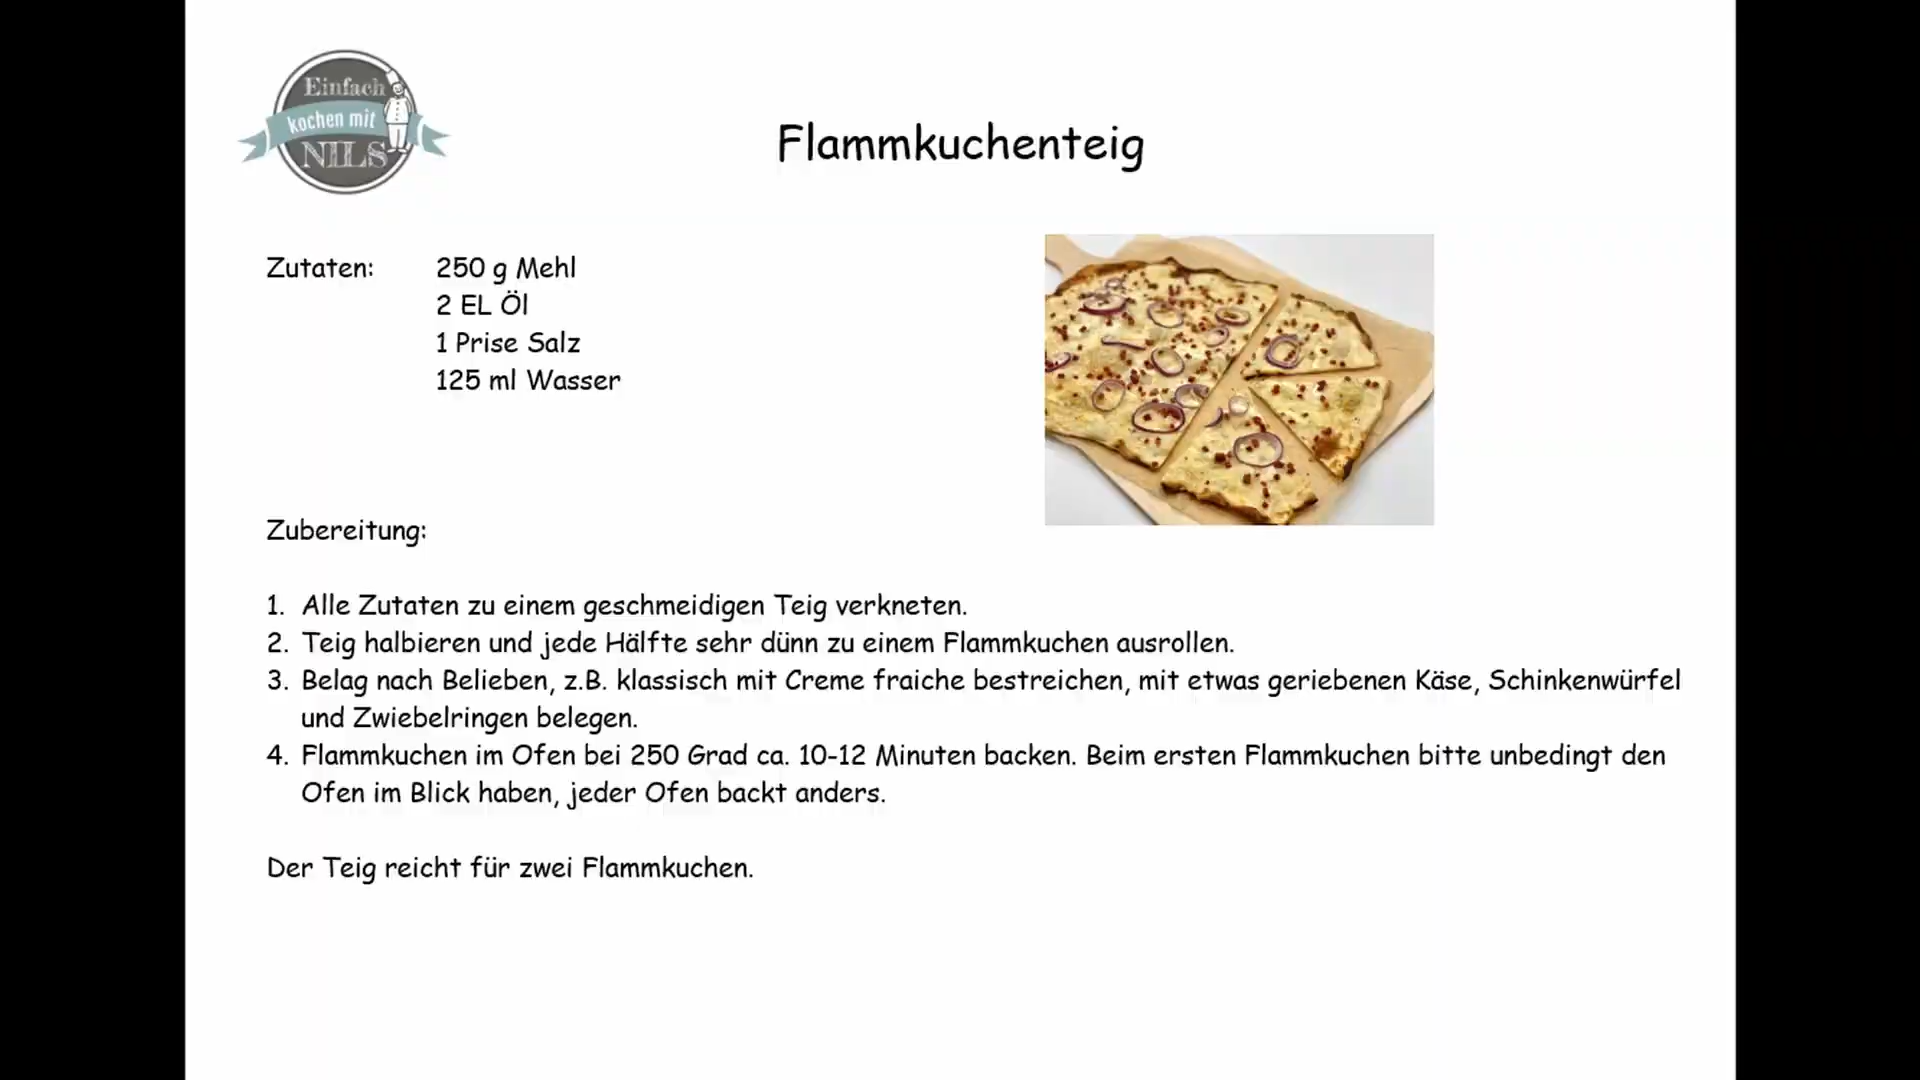 Einfach
kochen mit
NILS
Flammkuchenteig
Zutaten: 250 g Mehl
2 EL Öl
1 Prise Salz
125 ml Wasser
Zubereitung:
1. Alle Zutaten zu einem geschmeidigen Teig verkneten.
2. Teig halbieren und jede Hälfte sehr dünn zu einem Flammkuchen ausrollen.
3. Belag nach Belieben, z.B. klassisch mit Creme fraiche bestreichen, mit etwas geriebenen Käse, Schinkenwürfel
und Zwiebelringen belegen.
4. Flammkuchen im Ofen bei 250 Grad ca. 10-12 Minuten backen. Beim ersten Flammkuchen bitte unbedingt den
Ofen im Blick haben, jeder Ofen backt anders.
Der Teig reicht für zwei Flammkuchen.